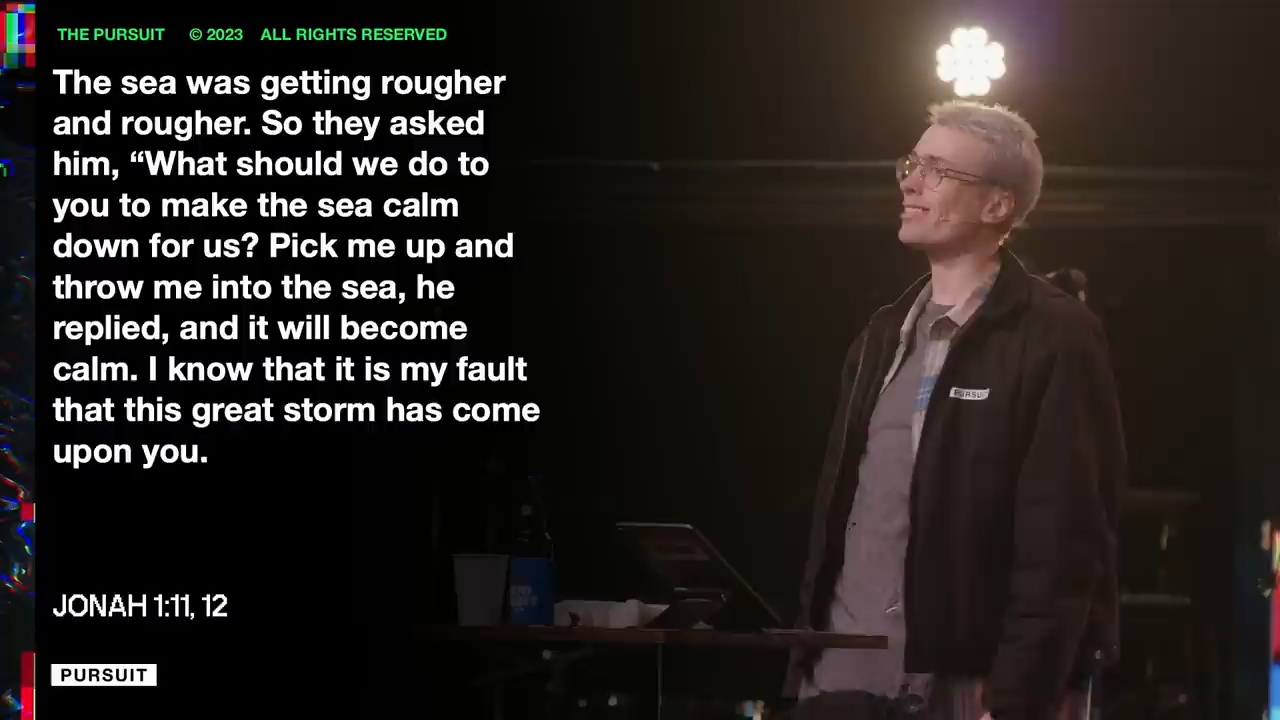 THE PURSUIT © 2023 ALL RIGHTS RESERVED
The sea was getting rougher
and rougher. So they asked
him, “What should we do to
you to make the sea calm
down for us? Pick me up and
throw me into the sea, he
replied, and it will become
calm. I know that it is my fault
that this great storm has come
upon you.
JONAH 1:11, 12
PURSUIT